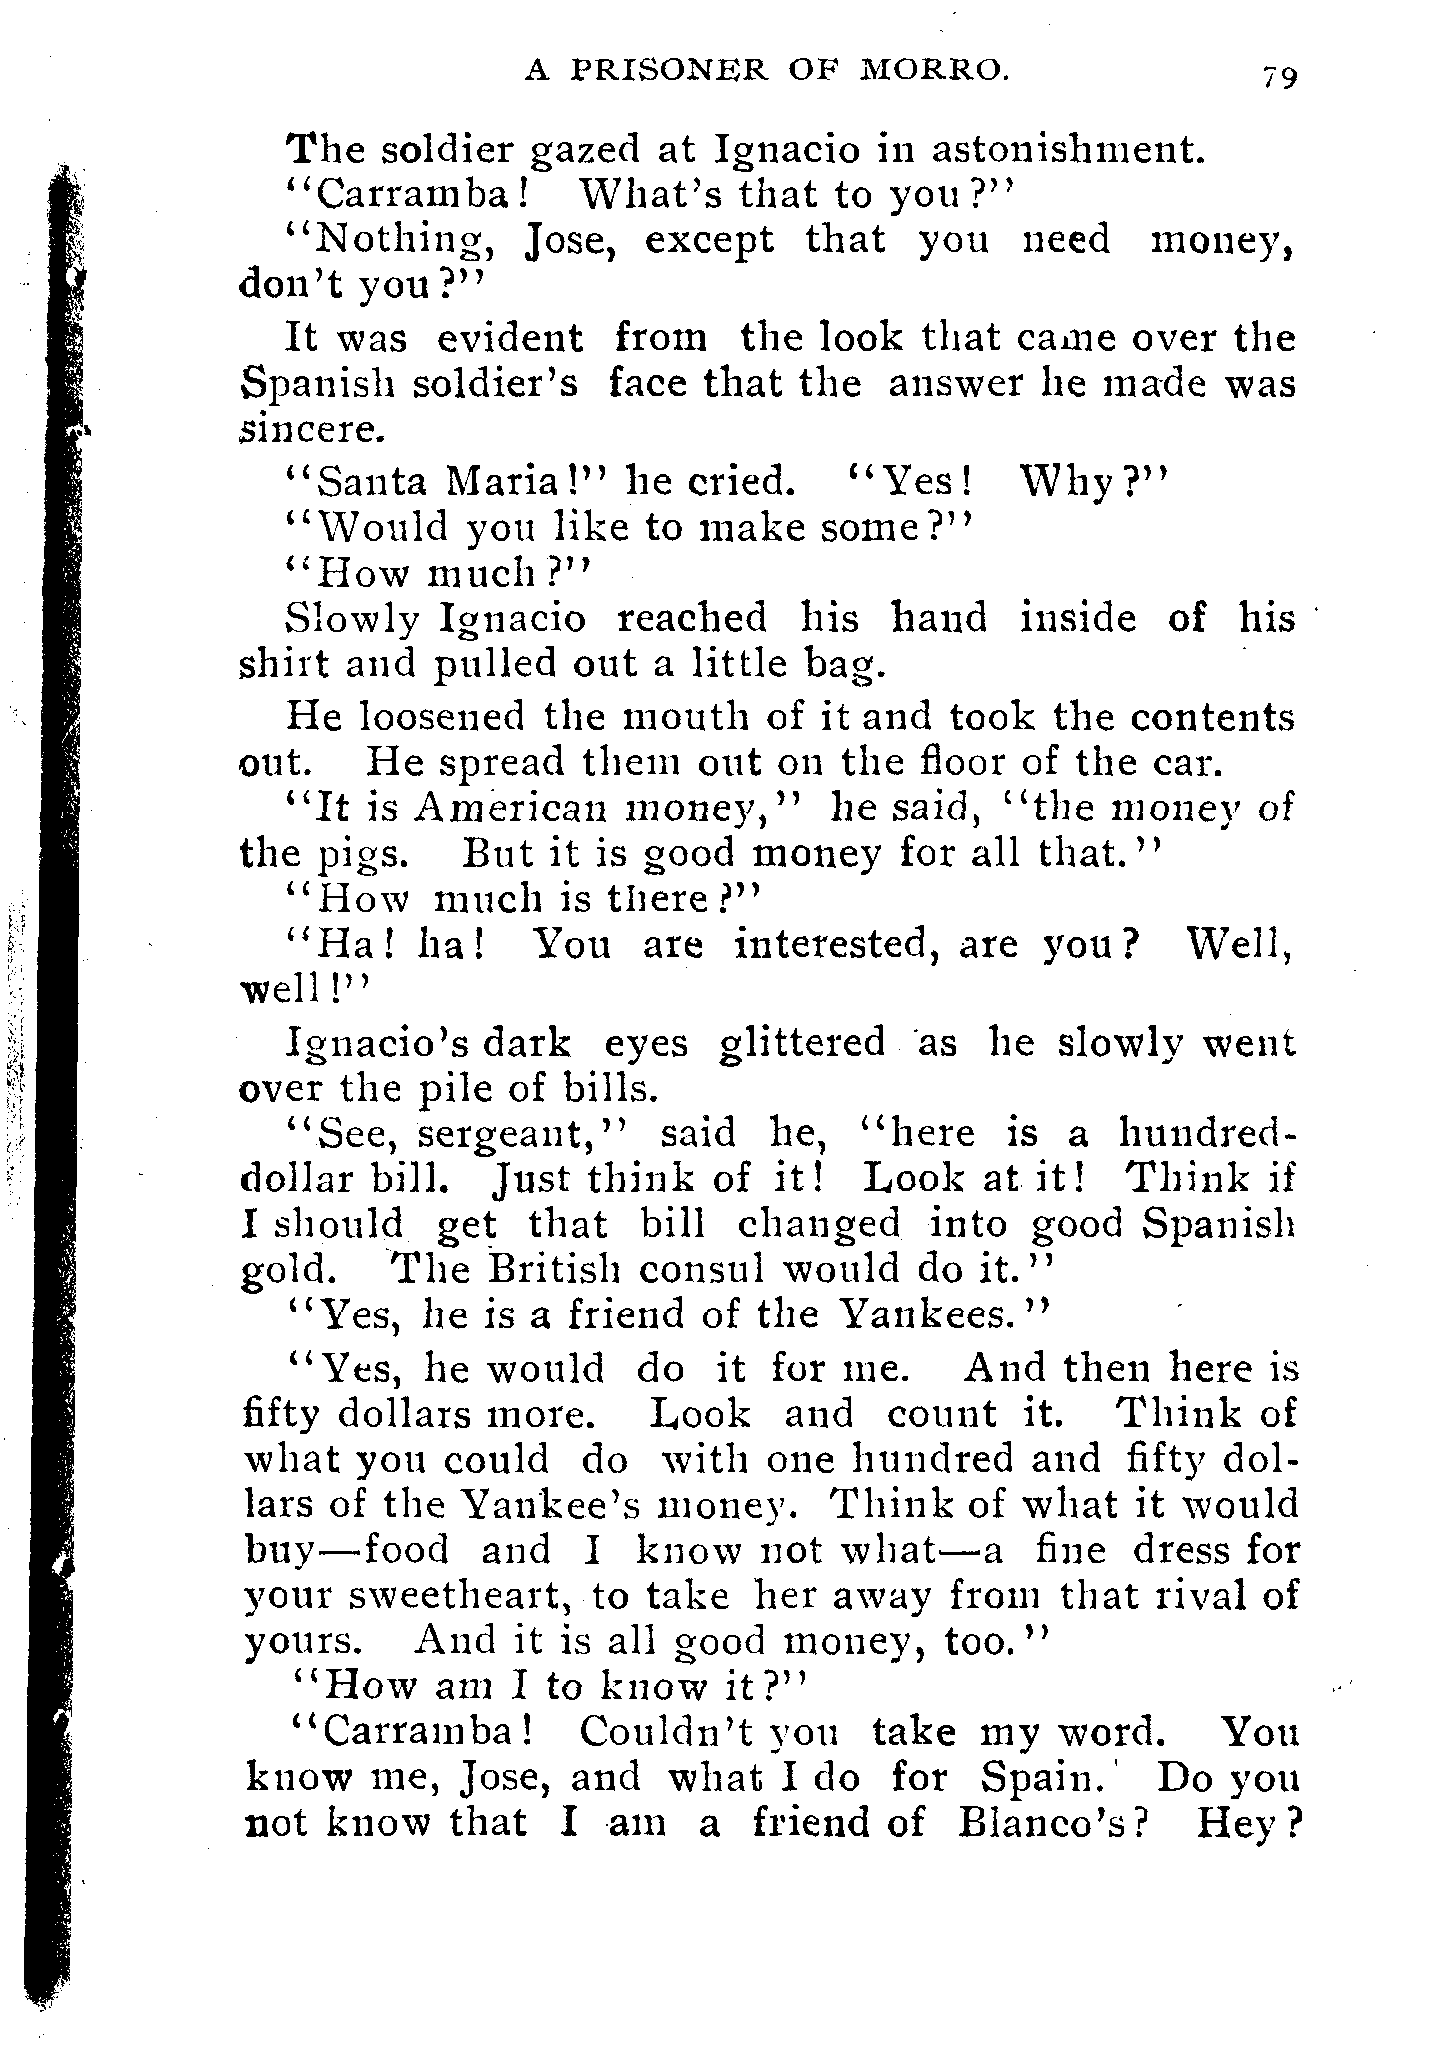 A PRISONER OF MORRO. 79
The soldier gazed at Ignacio in astonishment.
"Carramba! What's that to you?"
"Nothing, Jose, except that you need money,
don't you?"
It was evident from the look that came over the
Spanish soldier's face that the answer he made was
sincere.
"Santa Maria!" he cried. "Yes! Why?"
"Would you like to make some?"
"How much?"
Slowly Ignacio reached his hand inside of his
shirt and pulled out a little bag.
He loosened the mouth of it and took the contents
out. He spread them out on the floor of the car.
"It is American money," he said, "the money of
the pigs. But it is good money for all that."
"How much is there?"
"Ha! ha! You are interested, are you? Well,
well!"
Ignacio's dark eyes glittered as he slowly went
over the pile of bills.
"See, sergeant," said he, "here is a hundred-
dollar bill. Just think of it! Look at it! Think if
I should get that bill changed into good Spanish
gold. The British consul would do it."
"Yes, he is a friend of the Yankees."
"Yes, he would do it for me. And then here is
fifty dollars more. Look and count it. Think of
what you could do with one hundred and fifty dol-
lars of the Yankee's money. Think of what it would
buy—food and I know not what—a fine dress for
your sweetheart, to take her away from that rival of
yours. And it is all good money, too."
"How am I to know it?"
"Carramba! Couldn't you take my word. You
know me, Jose, and what I do for Spain. Do you
not know that I am a friend of Blanco's? Hey?